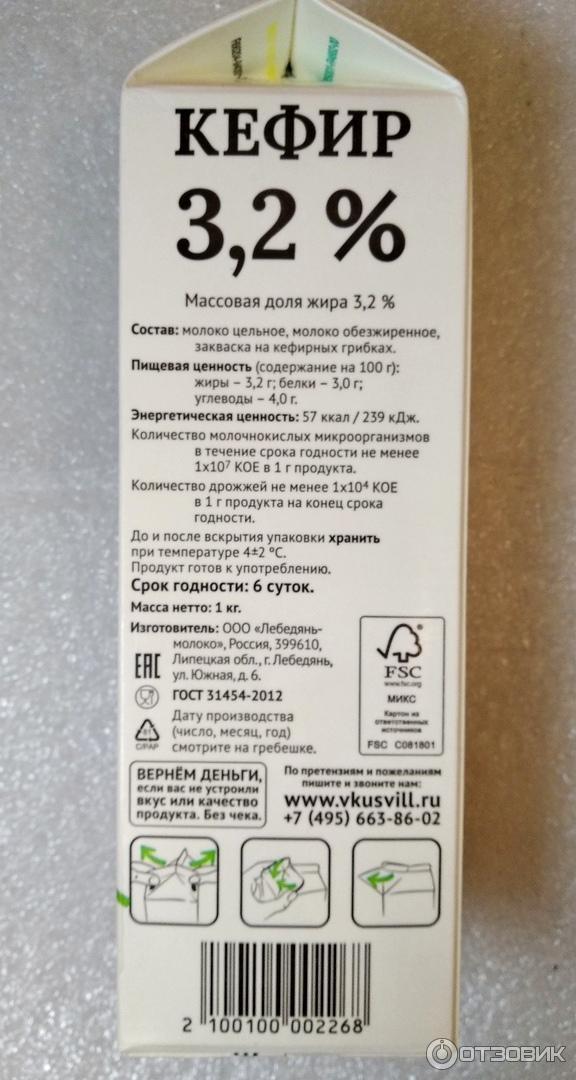 КЕФИР
3,2 %
Массовая доля жира 3,2 %
Состав: молоко цельное, молоко обезжиренное,
закваска на кефирных грибках.
Пищевая ценность (содержание на 100 г):
жиры – 3,2 г; белки – 3,0 г;
углеводы – 4,0 г.
Энергетическая ценность: 57 ккал / 239 кДж.
Количество молочнокислых микроорганизмов
в течение срока годности не менее
1x10⁷ КОЕ в 1 г продукта.
Количество дрожжей не менее 1x10⁴ КОЕ
в 1 г продукта на конец срока
годности.
До и после вскрытия упаковки хранить
при температуре 4±2 ºС.
Продукт готов к употреблению.
Срок годности: 6 суток.
Масса нетто: 1 кг.
Изготовитель: ООО «Лебедянь-
молоко», Россия, 399610,
Липецкая обл., г. Лебедянь,
ул. Южная, д. 6.
EAC
ГОСТ 31454-2012
81
C/PAP
Дату производства
(число, месяц, год)
смотрите на гребешке.
FSC
www.fsc.org
МИКС
Картон из
ответственных
источников
FSC C081801
ВЕРНЁМ ДЕНЬГИ,
если вас не устроили
вкус или качество
продукта. Без чека.
По претензиям и пожеланиям
пишите и звоните нам:
www.vkusvill.ru
+7 (495) 663-86-02
2 100100 002268
ОТЗОВИК